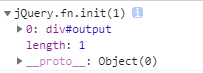 ▼ jQuery.fn.init(1) i
▶ 0: div#output
length: 1
▶ __proto__: Object(0)